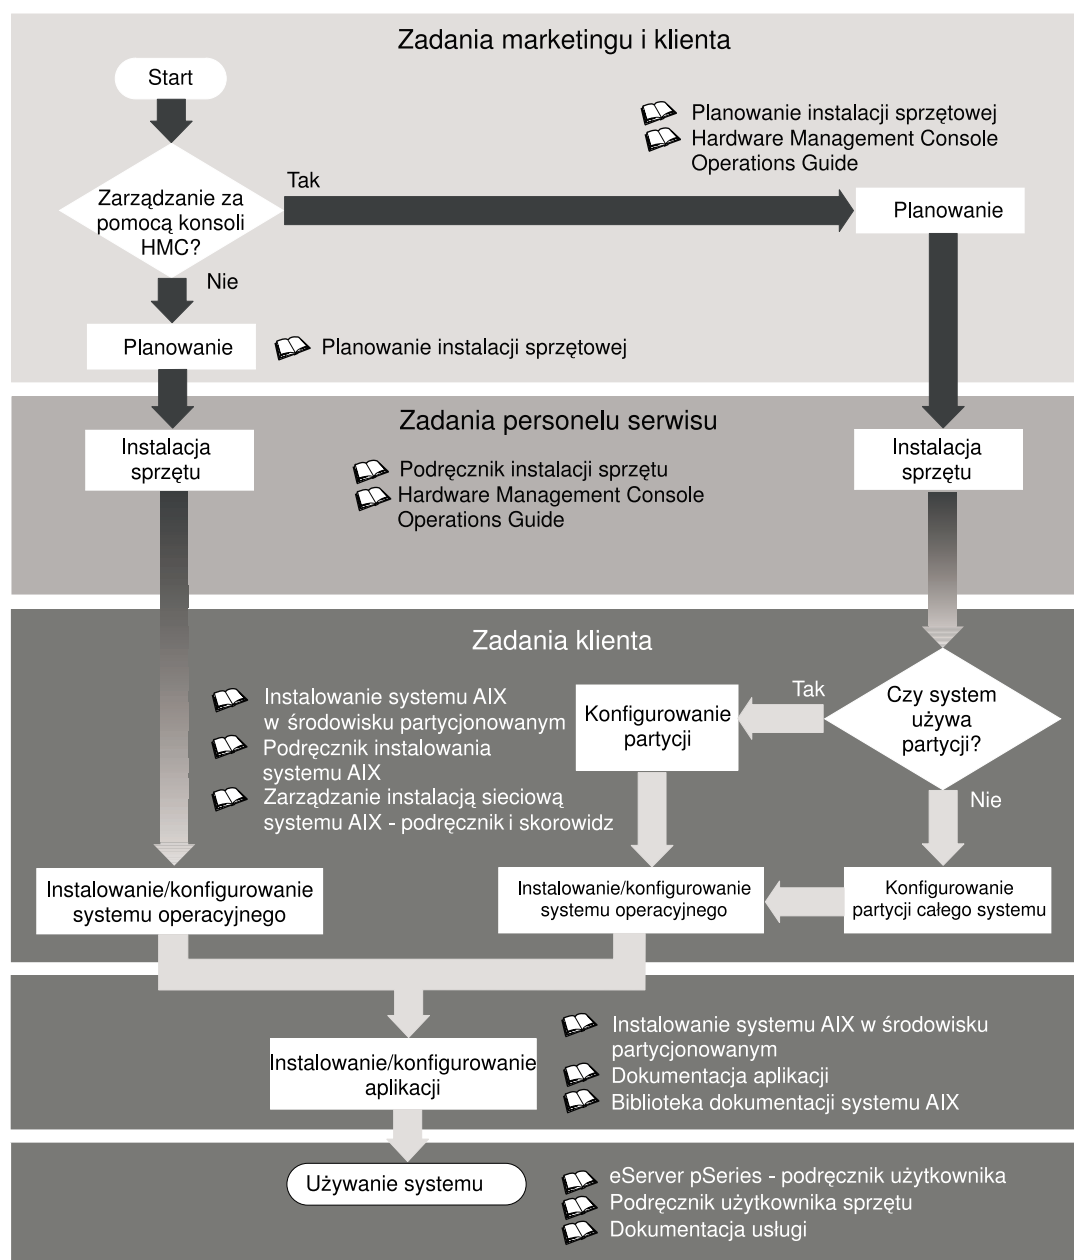 Zadania marketingu i klienta
Start
Planowanie instalacji sprzętowej
Hardware Management Console
Operations Guide
Tak
Zarządzanie za
pomocą konsoli
HMC?
Planowanie
Nie
Planowanie
Planowanie instalacji sprzętowej
Zadania personelu serwisu
Instalacja
sprzętu
Podręcznik instalacji sprzętu
Hardware Management Console
Operations Guide
Instalacja
sprzętu
Zadania klienta
Instalowanie systemu AIX
w środowisku partycjonowanym
Podręcznik instalowania
systemu AIX
Zarządzanie instalacją sieciową
systemu AIX - podręcznik i skorowidz
Konfigurowanie
partycji
Tak
Czy system
używa
partycji?
Nie
Instalowanie/konfigurowanie
systemu operacyjnego
Instalowanie/konfigurowanie
systemu operacyjnego
Konfigurowanie
partycji całego systemu
Instalowanie/konfigurowanie
aplikacji
Instalowanie systemu AIX w środowisku
partycjonowanym
Dokumentacja aplikacji
Biblioteka dokumentacji systemu AIX
Używanie systemu
eServer pSeries - podręcznik użytkownika
Podręcznik użytkownika sprzętu
Dokumentacja usługi